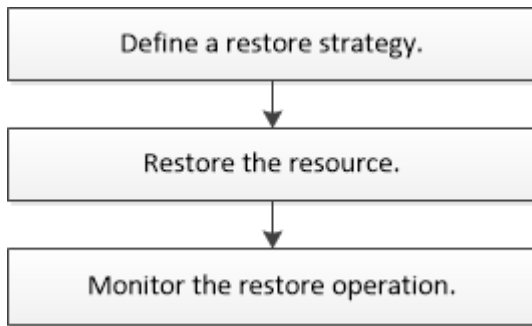 Define a restore strategy.
Restore the resource.
Monitor the restore operation.